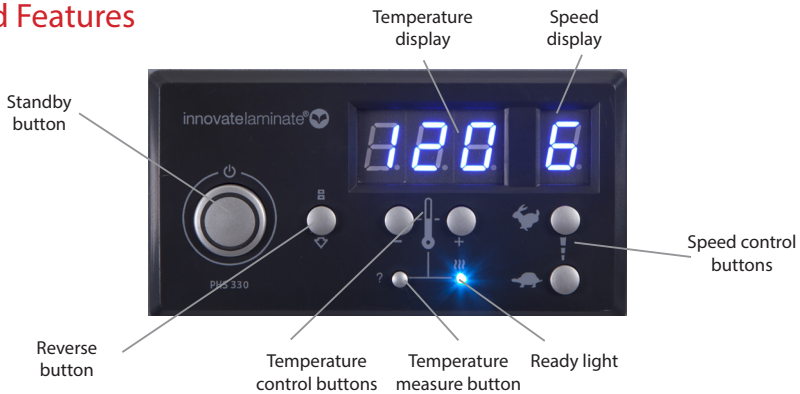 d Features
Temperature
display
Speed
display
Standby
button
innovatelaminate®
120 6
Speed control
buttons
- +
?
PHS 330
Reverse
button
Temperature
control buttons
Temperature
measure button
Ready light